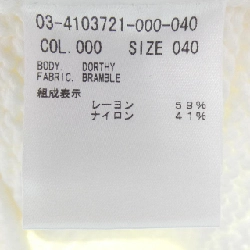 03-4103721-000-040
COL.000 SIZE 040
BODY. DORTHY
FABRIC. BRAMBLE
組成表示
レーヨン 59%
ナイロン 41%